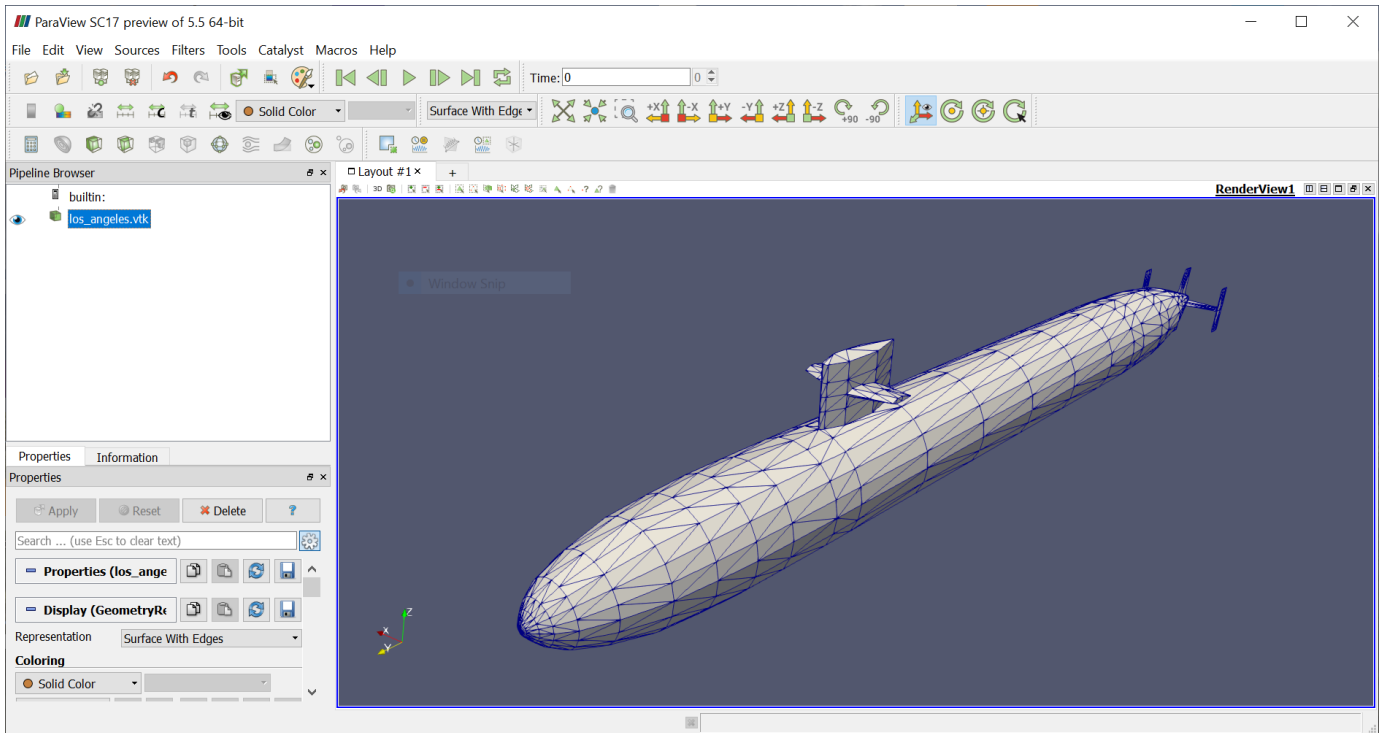 ParaView SC17 preview of 5.5 64-bit
File Edit View Sources Filters Tools Catalyst Macros Help
Time: 0 0
Solid Color Surface With Edge +X -X +Y -Y +Z -Z +90 -90
Pipeline Browser
Layout #1 × +
builtin:
3D
RenderView1
los_angeles.vtk
Window Snip
Properties Information
Properties
Apply Reset Delete ?
Search ... (use Esc to clear text)
Properties (los_ange
Display (GeometryRe
Representation Surface With Edges
Coloring
Solid Color
Z
X
Y